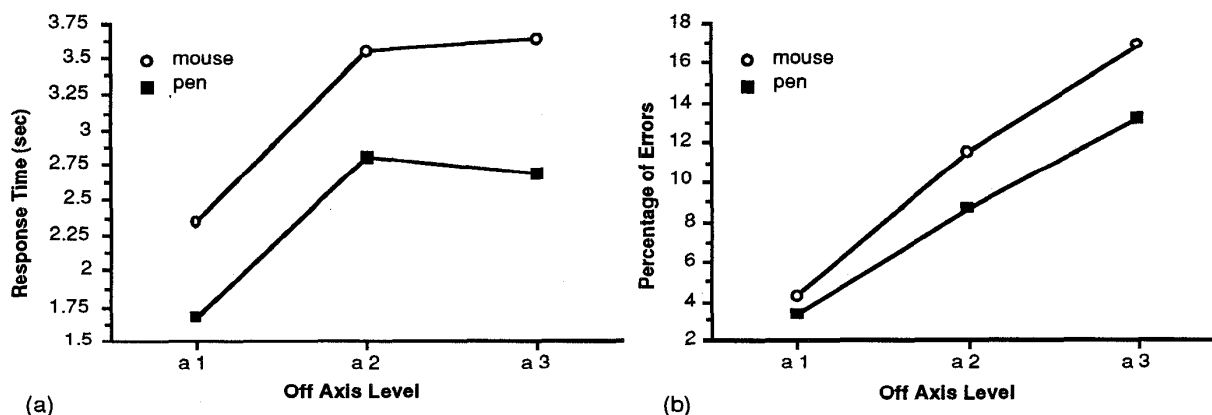 3.75
3.5
3.25
3
2.75
2.5
2.25
2
1.75
1.5
mouse
pen
Response Time (sec)
a 1
a 2
a 3
Off Axis Level
(a)
18
16
14
12
10
8
6
4
2
mouse
pen
Percentage of Errors
a 1
a 2
a 3
Off Axis Level
(b)